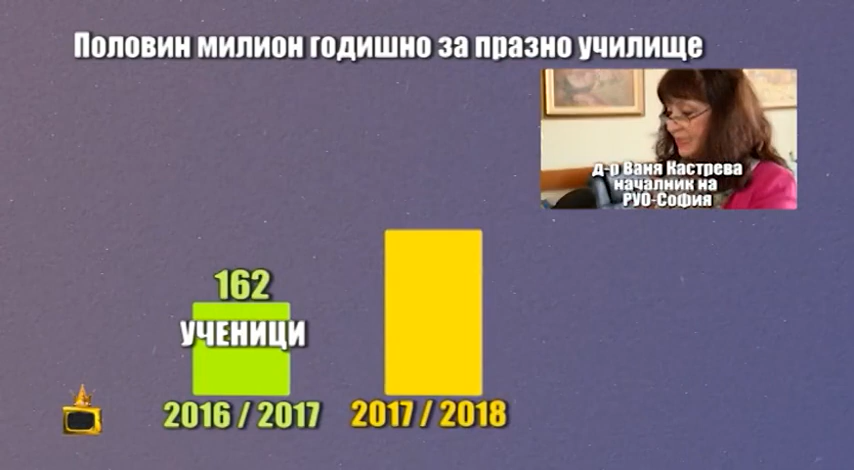 Половин милион годишно за празно училище
д-р Ваня Кастрева
началник на
РУО-София
162
УЧЕНИЦИ
2016 / 2017
2017 / 2018